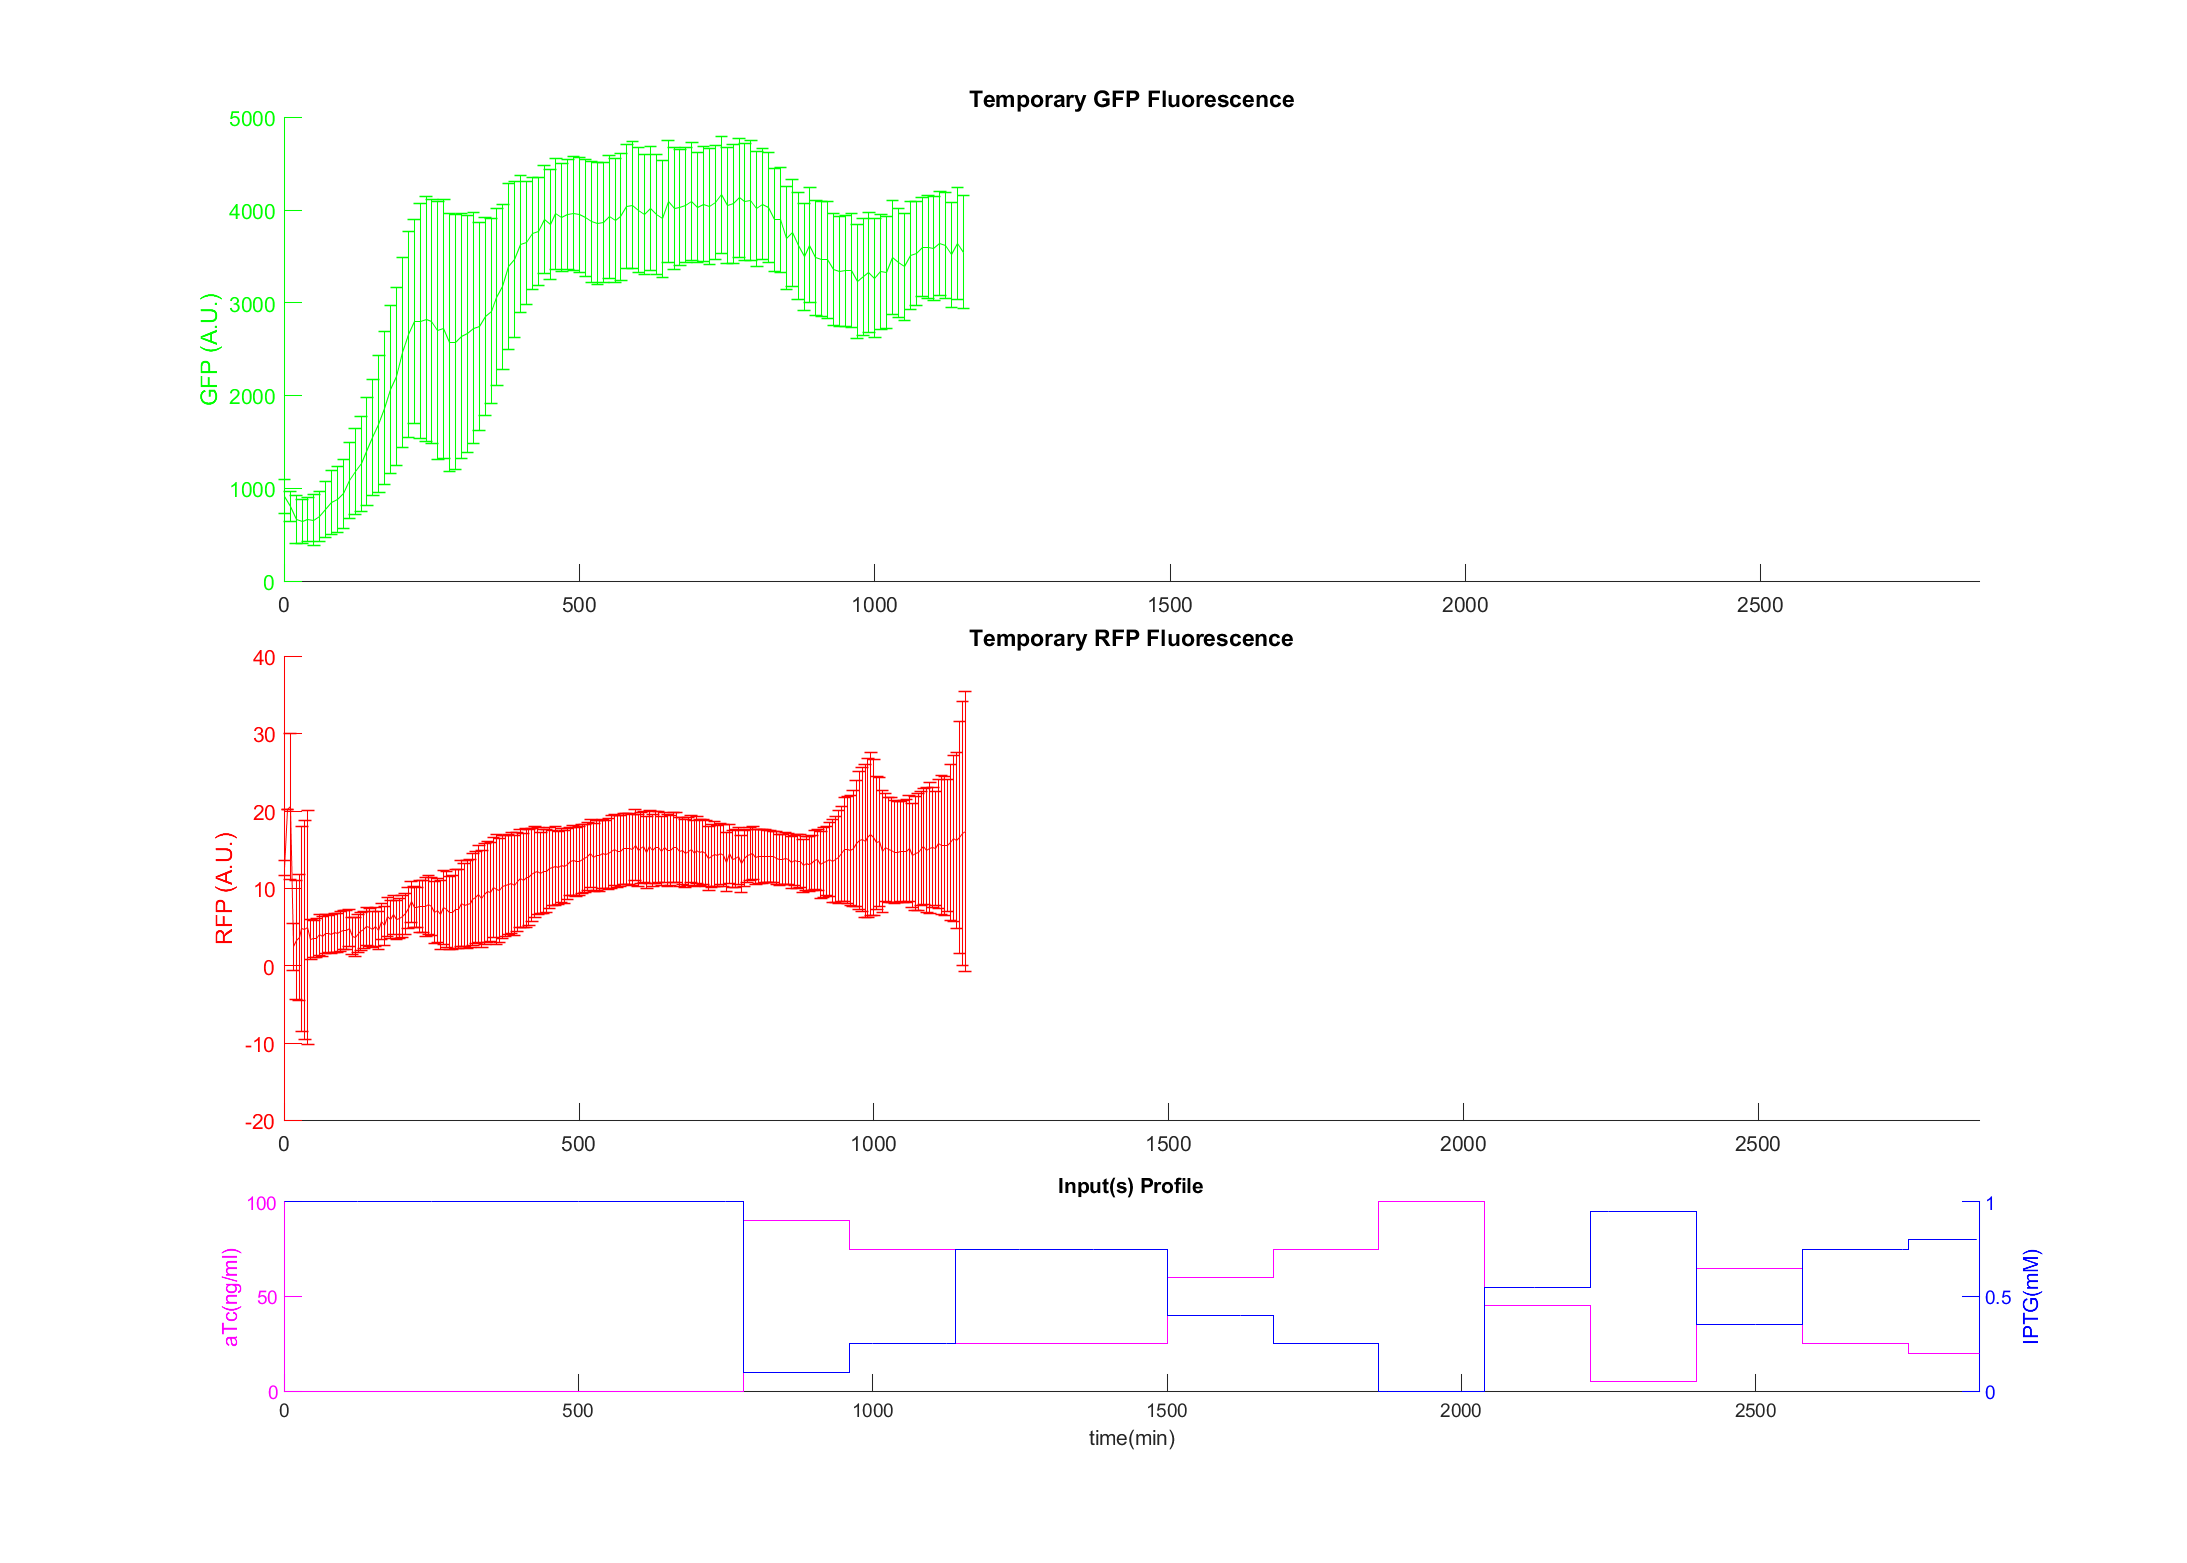 Temporary GFP Fluorescence
GFP (A.U.)
5000
4000
3000
2000
1000
0
0 500 1000 1500 2000 2500
Temporary RFP Fluorescence
RFP (A.U.)
40
30
20
10
0
-10
-20
0 500 1000 1500 2000 2500
Input(s) Profile
aTc(ng/ml)
100
50
0
1
0.5
0
IPTG(mM)
0 500 1000 1500 2000 2500
time(min)